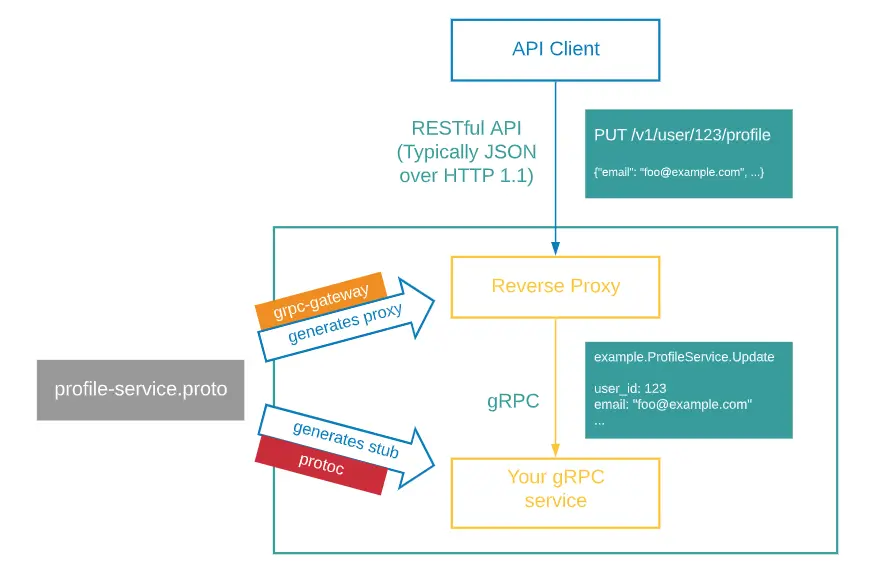 API Client
RESTful API
(Typically JSON
over HTTP 1.1)
PUT /v1/user/123/profile
{"email": "foo@example.com", ...}
grpc-gateway
generates proxy
Reverse Proxy
profile-service.proto
gRPC
example.ProfileService.Update
user_id: 123
email: "foo@example.com"
...
generates stub
protoc
Your gRPC
service